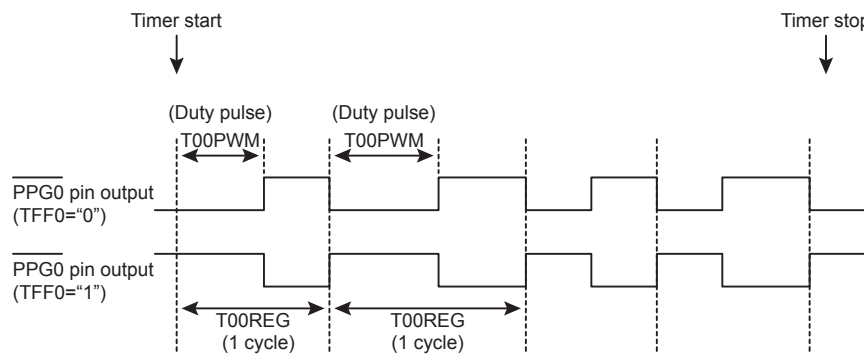 Timer start
Timer stop
(Duty pulse)
T00PWM
(Duty pulse)
T00PWM
PPG0 pin output
(TFF0=“0”)
PPG0 pin output
(TFF0=“1”)
T00REG
(1 cycle)
T00REG
(1 cycle)